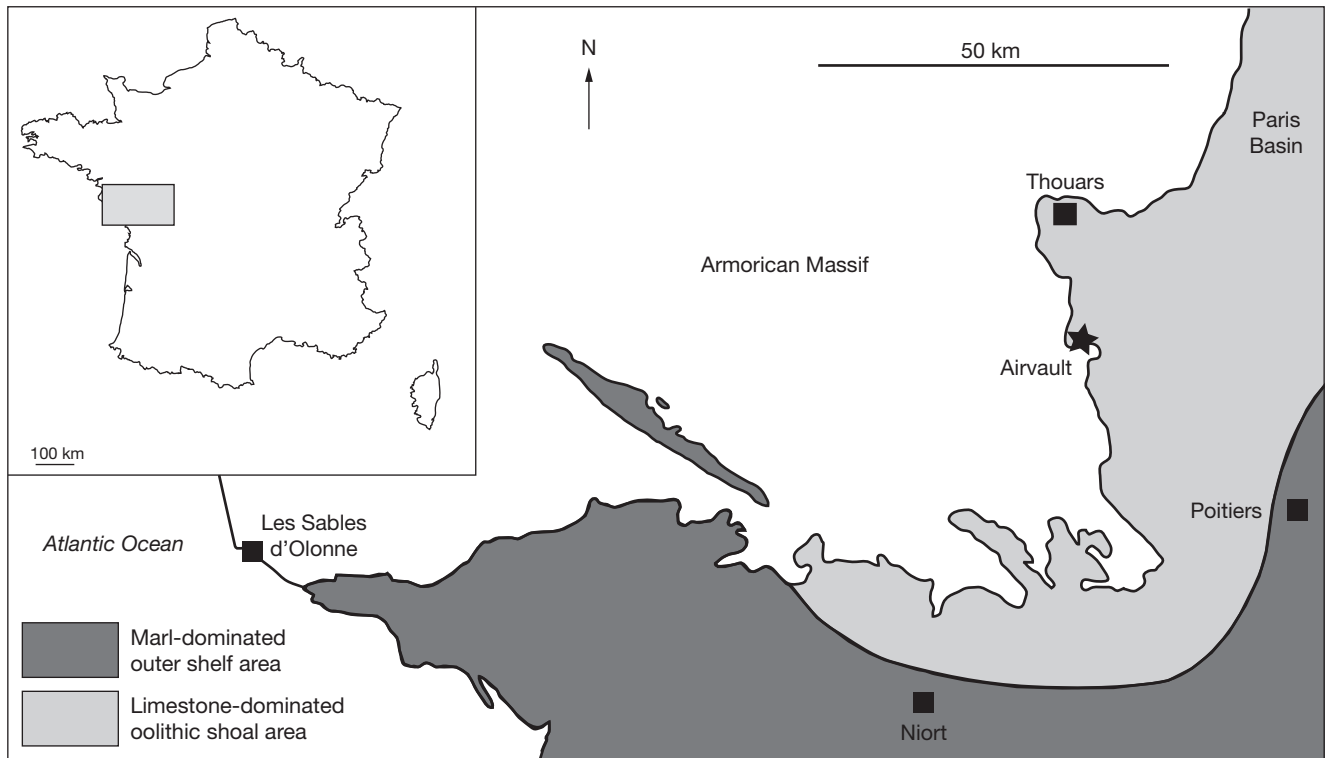 N
50 km
Paris
Basin
Thouars
Armorican Massif
Airvault
100 km
Poitiers
Les Sables
d'Olonne
Atlantic Ocean
Marl-dominated
outer shelf area
Limestone-dominated
oolithic shoal area
Niort